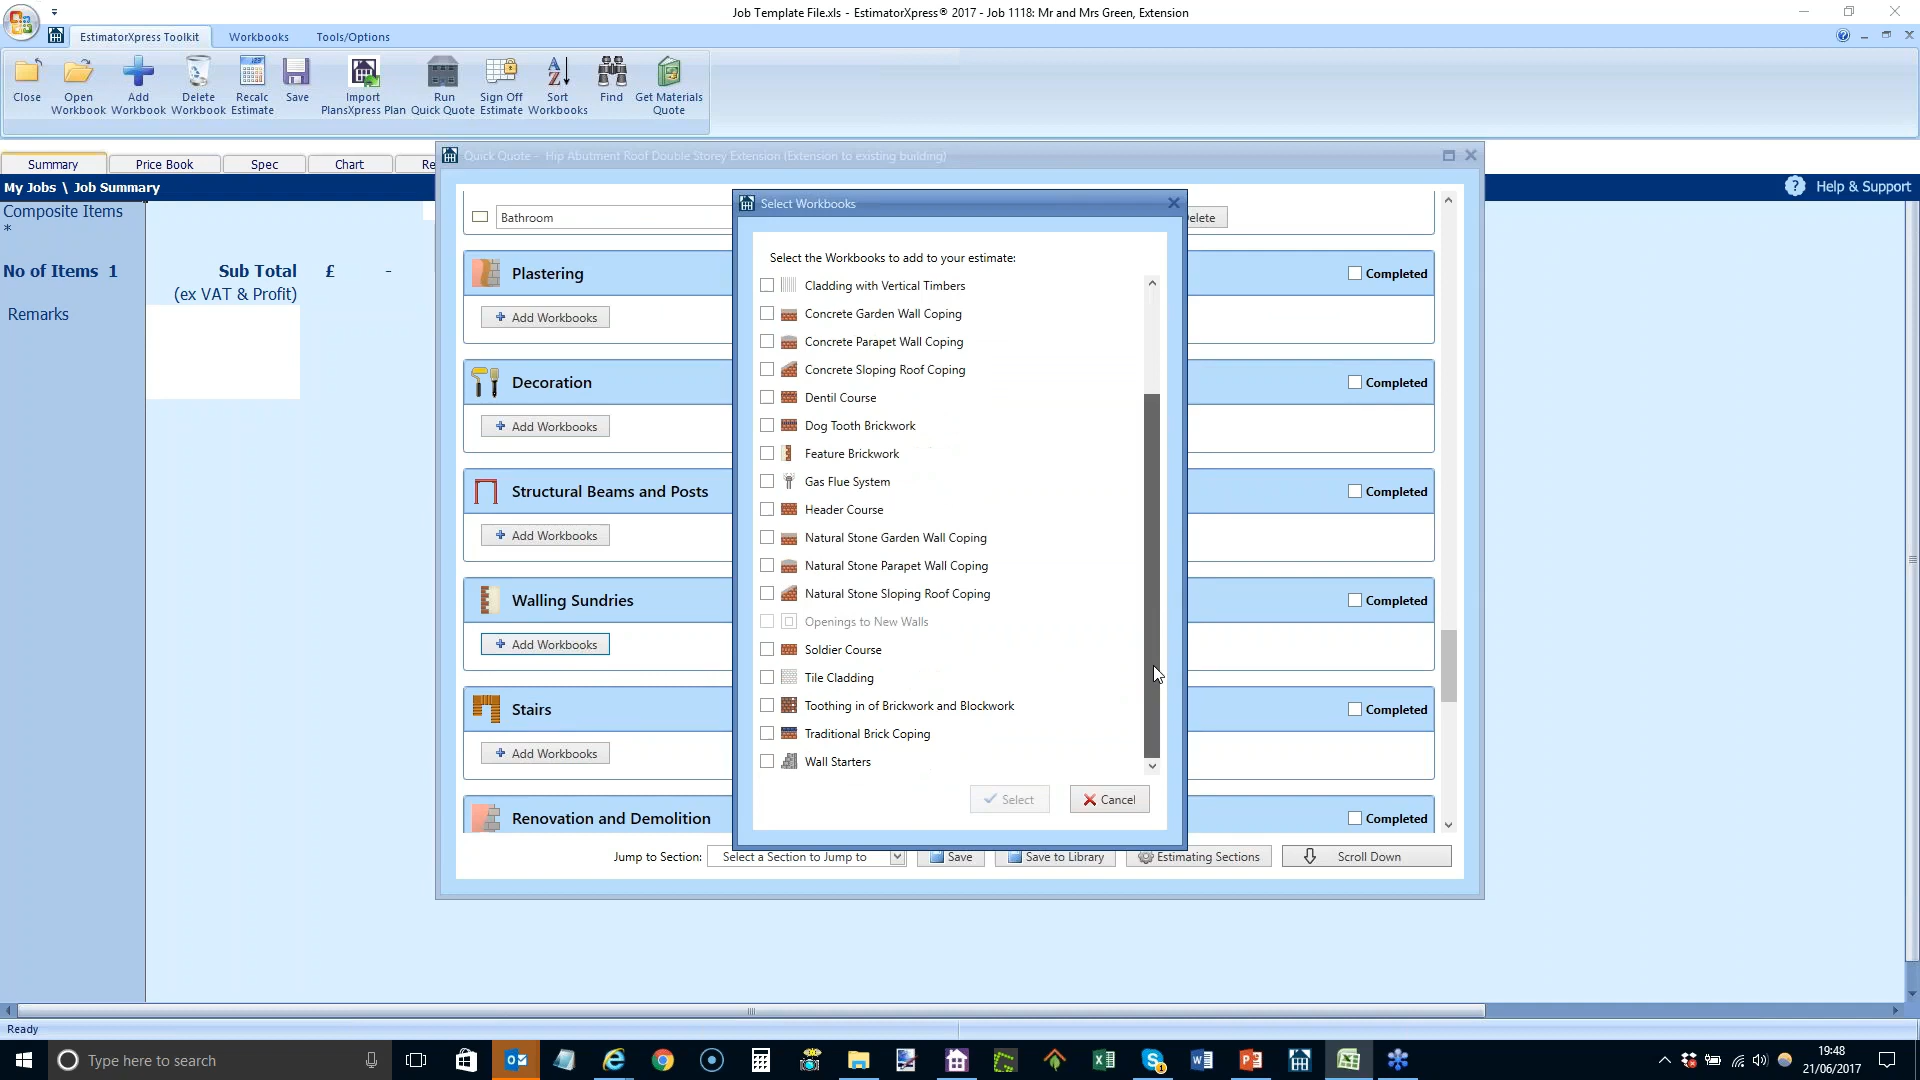 Job Template File.xls - EstimatorXpress® 2017 - Job 1118: Mr and Mrs Green, Extension
EstimatorXpress Toolkit
Workbooks
Tools/Options
Close
Open Workbook
Add Workbook
Delete Workbook
Recalc Estimate
Save
Import PlansXpress Plan
Run Quick Quote
Sign Off Estimate
Sort Workbooks
Find
Get Materials Quote
Summary
Price Book
Spec
Chart
Re
My Jobs \ Job Summary
Help & Support
Composite Items
*
No of Items 1
Sub Total £ -
(ex VAT & Profit)
Remarks
Quick Quote - Hip Abutment Roof Double Storey Extension (Extension to existing building)
Bathroom
elete
Plastering
Completed
Add Workbooks
Decoration
Completed
Add Workbooks
Structural Beams and Posts
Completed
Add Workbooks
Walling Sundries
Completed
Add Workbooks
Stairs
Completed
Add Workbooks
Renovation and Demolition
Completed
Jump to Section:
Select a Section to Jump to
Save
Save to Library
Estimating Sections
Scroll Down
Select Workbooks
Select the Workbooks to add to your estimate:
Cladding with Vertical Timbers
Concrete Garden Wall Coping
Concrete Parapet Wall Coping
Concrete Sloping Roof Coping
Dentil Course
Dog Tooth Brickwork
Feature Brickwork
Gas Flue System
Header Course
Natural Stone Garden Wall Coping
Natural Stone Parapet Wall Coping
Natural Stone Sloping Roof Coping
Openings to New Walls
Soldier Course
Tile Cladding
Toothing in of Brickwork and Blockwork
Traditional Brick Coping
Wall Starters
Select
Cancel
Ready
Type here to search
19:48
21/06/2017